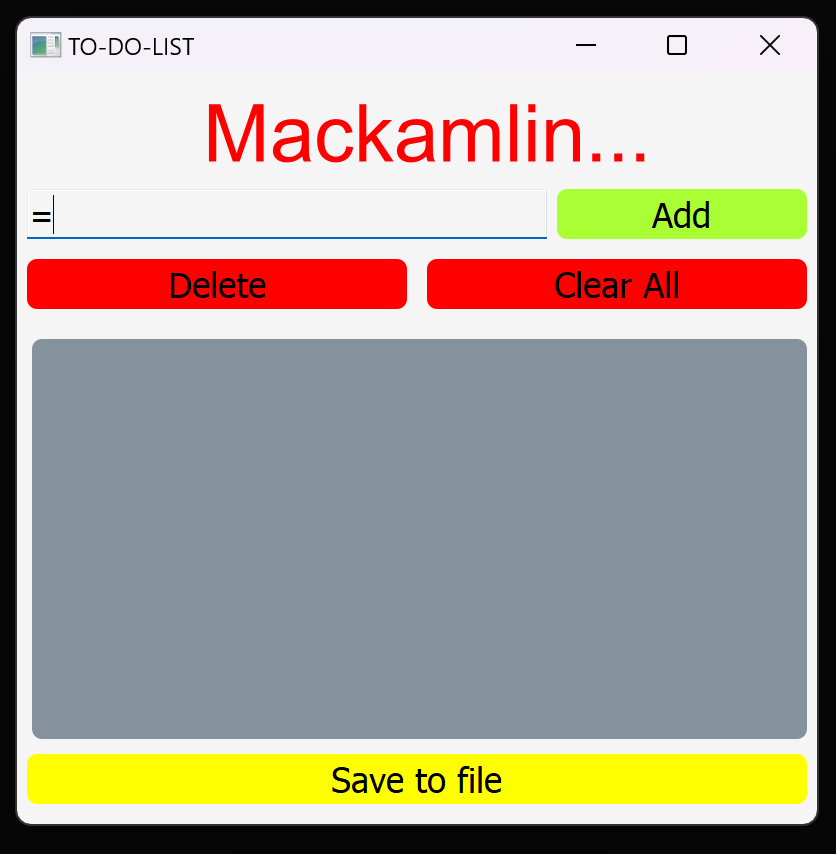 TO-DO-LIST
Mackamlin...
=
Add
Delete
Clear All
Save to file